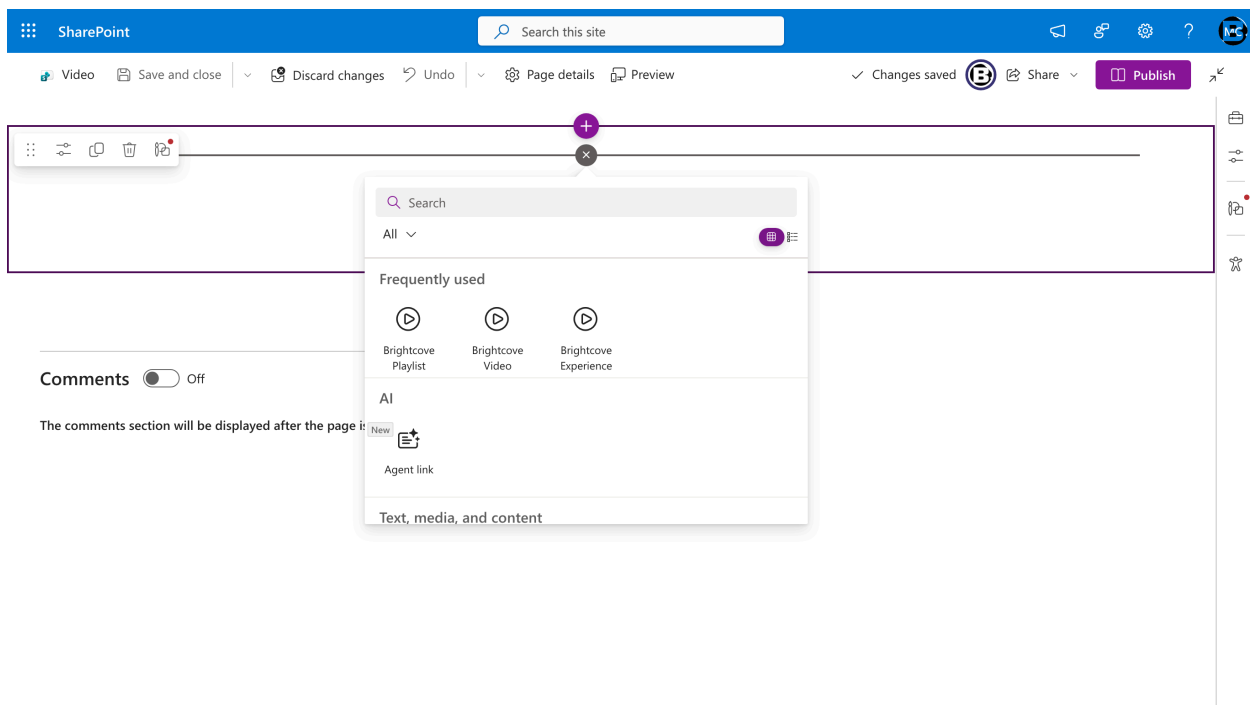 SharePoint
Search this site
MC
Video
Save and close
Discard changes
Undo
Page details
Preview
Changes saved
B
Share
Publish
Search
All
Frequently used
Brightcove Playlist
Brightcove Video
Brightcove Experience
Comments
Off
AI
The comments section will be displayed after the page is
New
Agent link
Text, media, and content